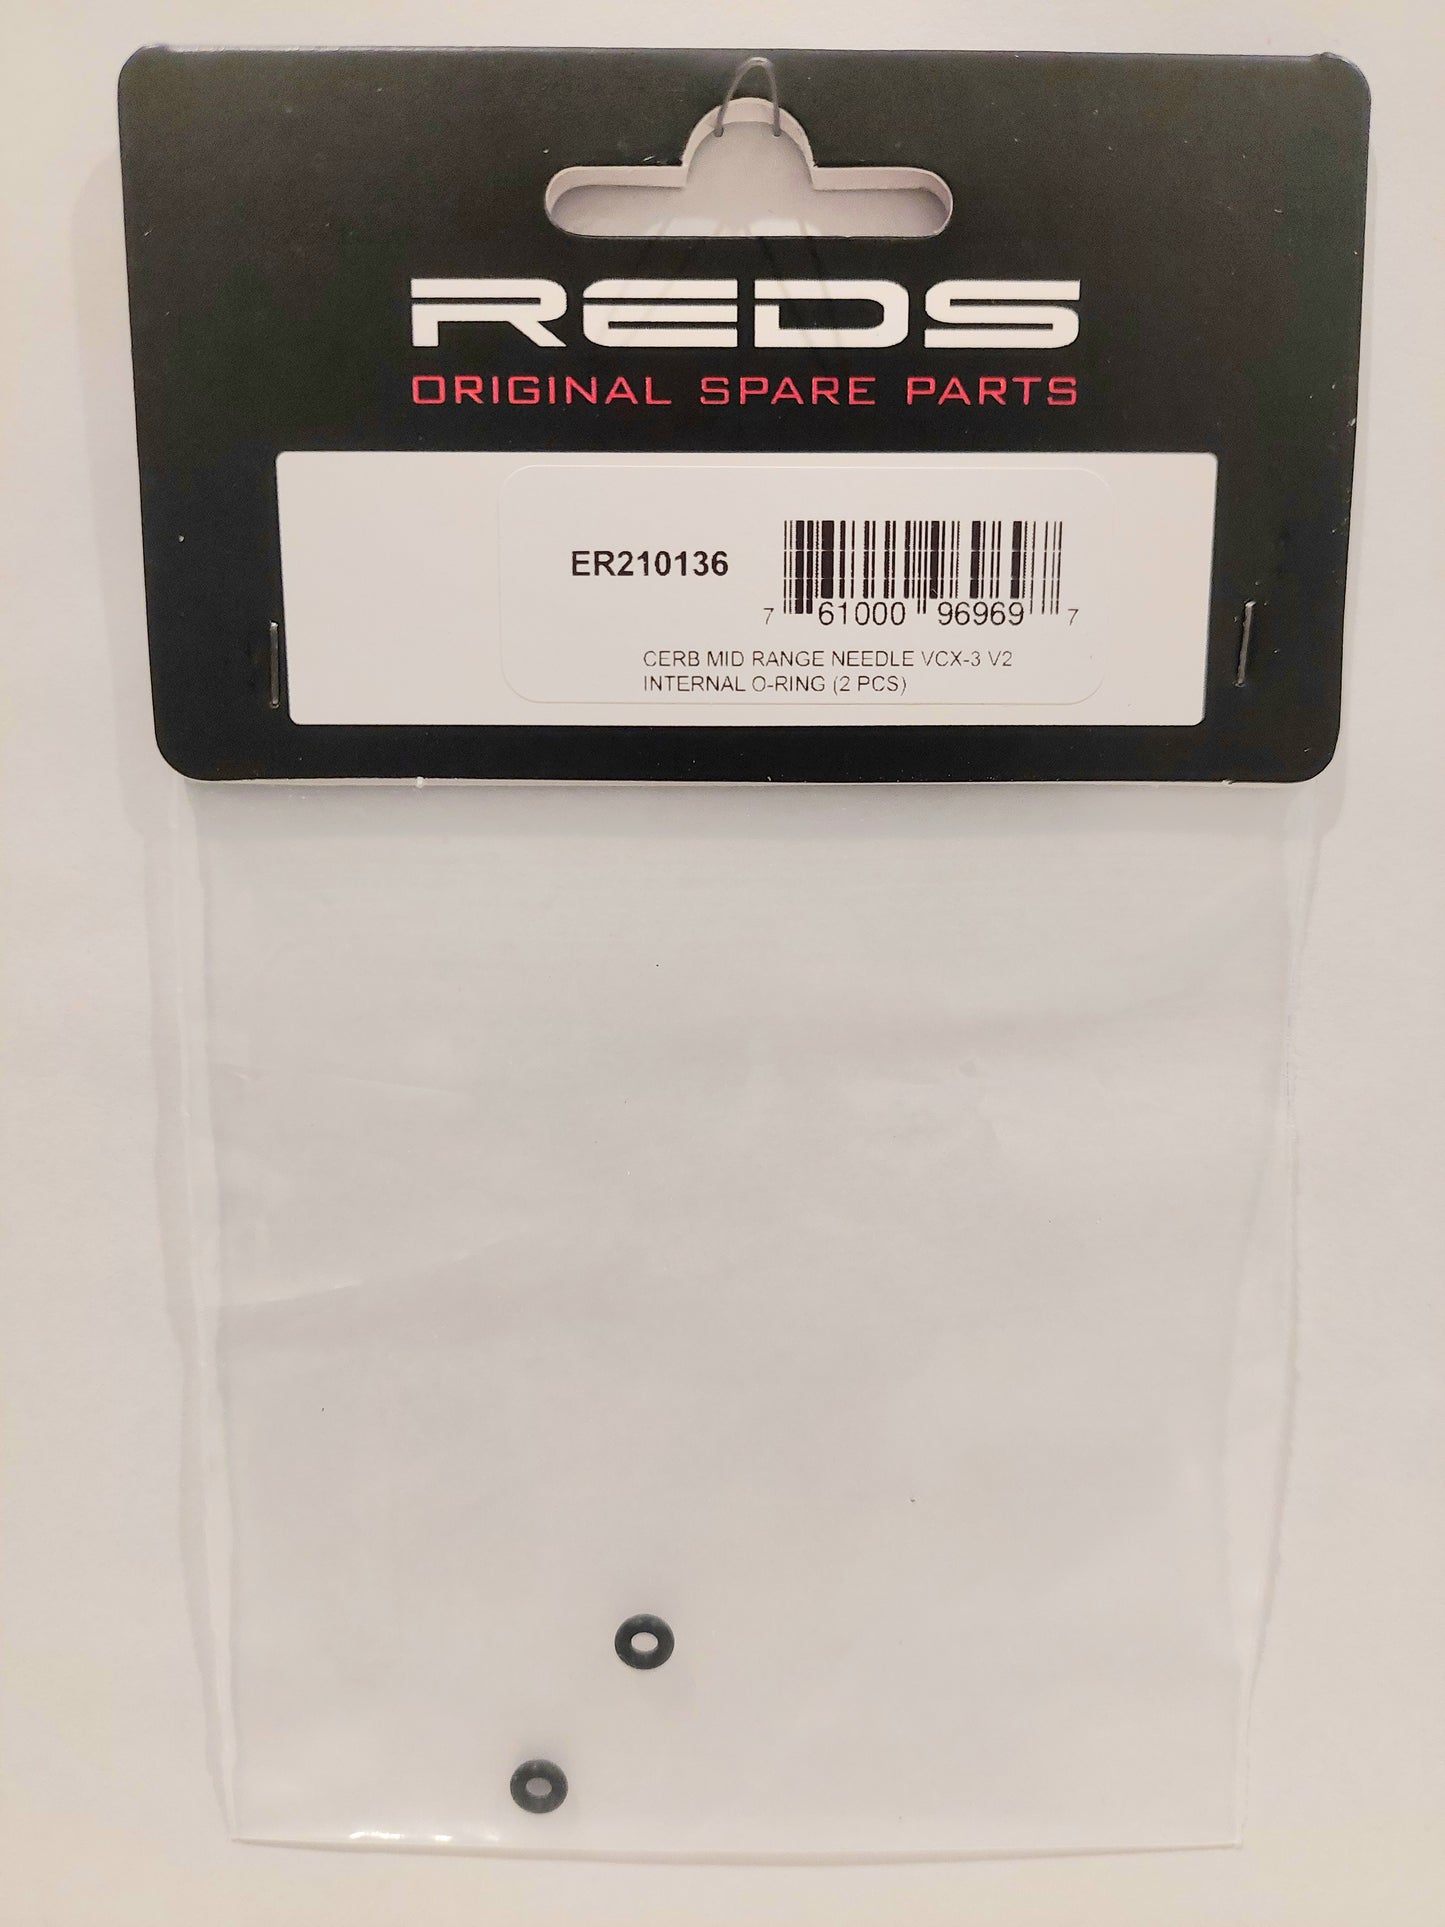 REDS
ORIGINAL SPARE PARTS
ER210136
7 61000 96969 7
CERB MID RANGE NEEDLE VCX-3 V2
INTERNAL O-RING (2 PCS)